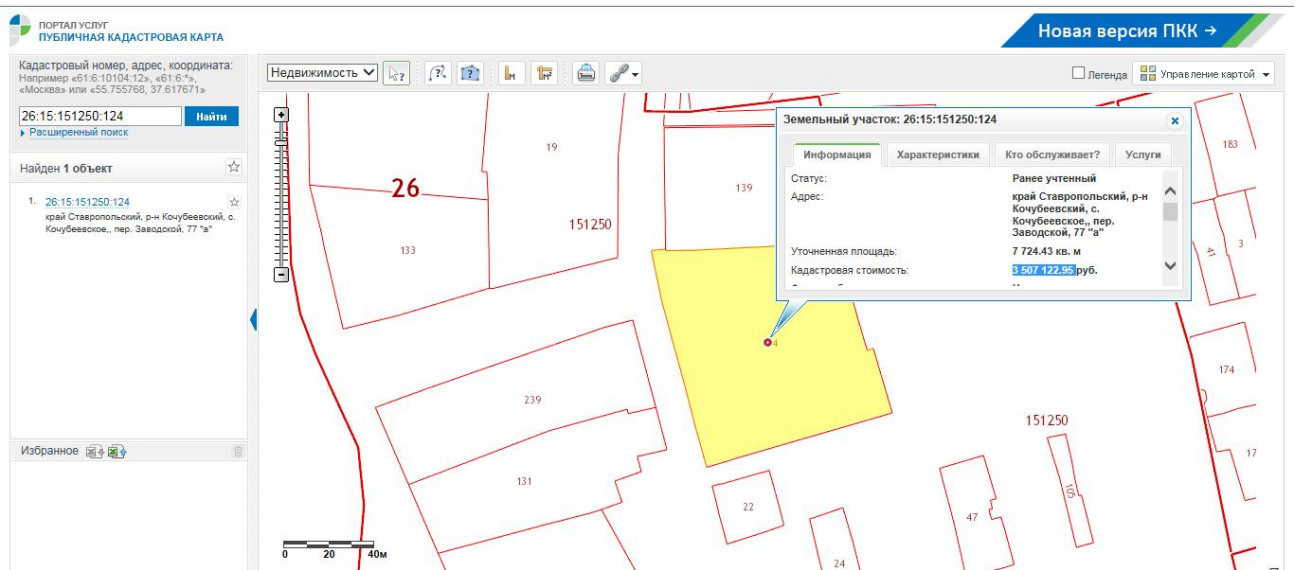 ПОРТАЛ УСЛУГ
ПУБЛИЧНАЯ КАДАСТРОВАЯ КАРТА
Новая версия ПКК →
Кадастровый номер, адрес, координата:
Например «61:6:10104:12», «61:6:*»,
«Москва» или «55.755768, 37.617671»
26:15:151250:124
Найти
Расширенный поиск
Найден 1 объект
1. 26:15:151250:124
край Ставропольский, р-н Кочубеевский, с.
Кочубеевское,, пер. Заводской, 77 "а"
Избранное
Недвижимость
Легенда
Управление картой
Земельный участок: 26:15:151250:124
Информация Характеристики Кто обслуживает? Услуги
Статус: Ранее учтенный
Адрес: край Ставропольский, р-н
Кочубеевский, с.
Кочубеевское,, пер.
Заводской, 77 "а"
Уточненная площадь: 7 724.43 кв. м
Кадастровая стоимость: 3 507 122.95 руб.
19
183
26
139
151250
133
41
3
4
174
239
151250
17
131
105
22
47
24
0 20 40м